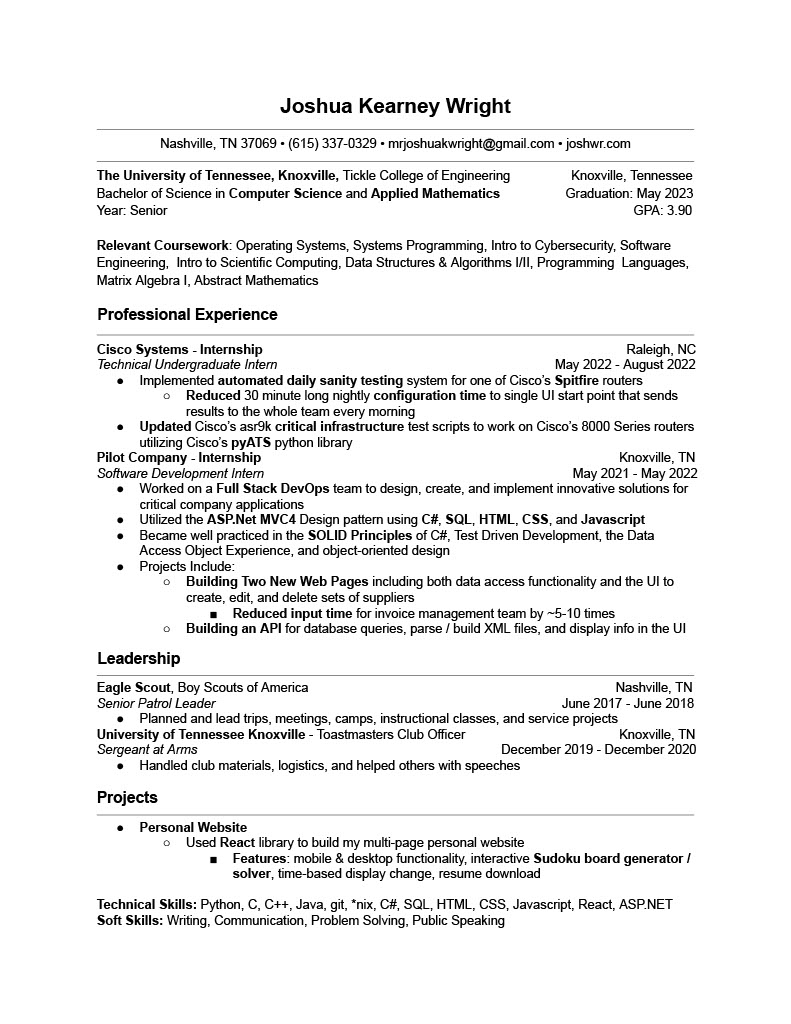 Joshua Kearney Wright
Nashville, TN 37069 • (615) 337-0329 • mrjoshuakwright@gmail.com • joshwr.com
The University of Tennessee, Knoxville, Tickle College of Engineering Knoxville, Tennessee
Bachelor of Science in Computer Science and Applied Mathematics Graduation: May 2023
Year: Senior GPA: 3.90
Relevant Coursework: Operating Systems, Systems Programming, Intro to Cybersecurity, Software
Engineering, Intro to Scientific Computing, Data Structures & Algorithms I/II, Programming Languages,
Matrix Algebra I, Abstract Mathematics
Professional Experience
Cisco Systems - Internship Raleigh, NC
Technical Undergraduate Intern May 2022 - August 2022
● Implemented automated daily sanity testing system for one of Cisco's Spitfire routers
○ Reduced 30 minute long nightly configuration time to single UI start point that sends
results to the whole team every morning
● Updated Cisco's asr9k critical infrastructure test scripts to work on Cisco's 8000 Series routers
utilizing Cisco's pyATS python library
Pilot Company - Internship Knoxville, TN
Software Development Intern May 2021 - May 2022
● Worked on a Full Stack DevOps team to design, create, and implement innovative solutions for
critical company applications
● Utilized the ASP.Net MVC4 Design pattern using C#, SQL, HTML, CSS, and Javascript
● Became well practiced in the SOLID Principles of C#, Test Driven Development, the Data
Access Object Experience, and object-oriented design
● Projects Include:
○ Building Two New Web Pages including both data access functionality and the UI to
create, edit, and delete sets of suppliers
■ Reduced input time for invoice management team by ~5-10 times
○ Building an API for database queries, parse / build XML files, and display info in the UI
Leadership
Eagle Scout, Boy Scouts of America Nashville, TN
Senior Patrol Leader June 2017 - June 2018
● Planned and lead trips, meetings, camps, instructional classes, and service projects
University of Tennessee Knoxville - Toastmasters Club Officer Knoxville, TN
Sergeant at Arms December 2019 - December 2020
● Handled club materials, logistics, and helped others with speeches
Projects
● Personal Website
○ Used React library to build my multi-page personal website
■ Features: mobile & desktop functionality, interactive Sudoku board generator /
solver, time-based display change, resume download
Technical Skills: Python, C, C++, Java, git, *nix, C#, SQL, HTML, CSS, Javascript, React, ASP.NET
Soft Skills: Writing, Communication, Problem Solving, Public Speaking